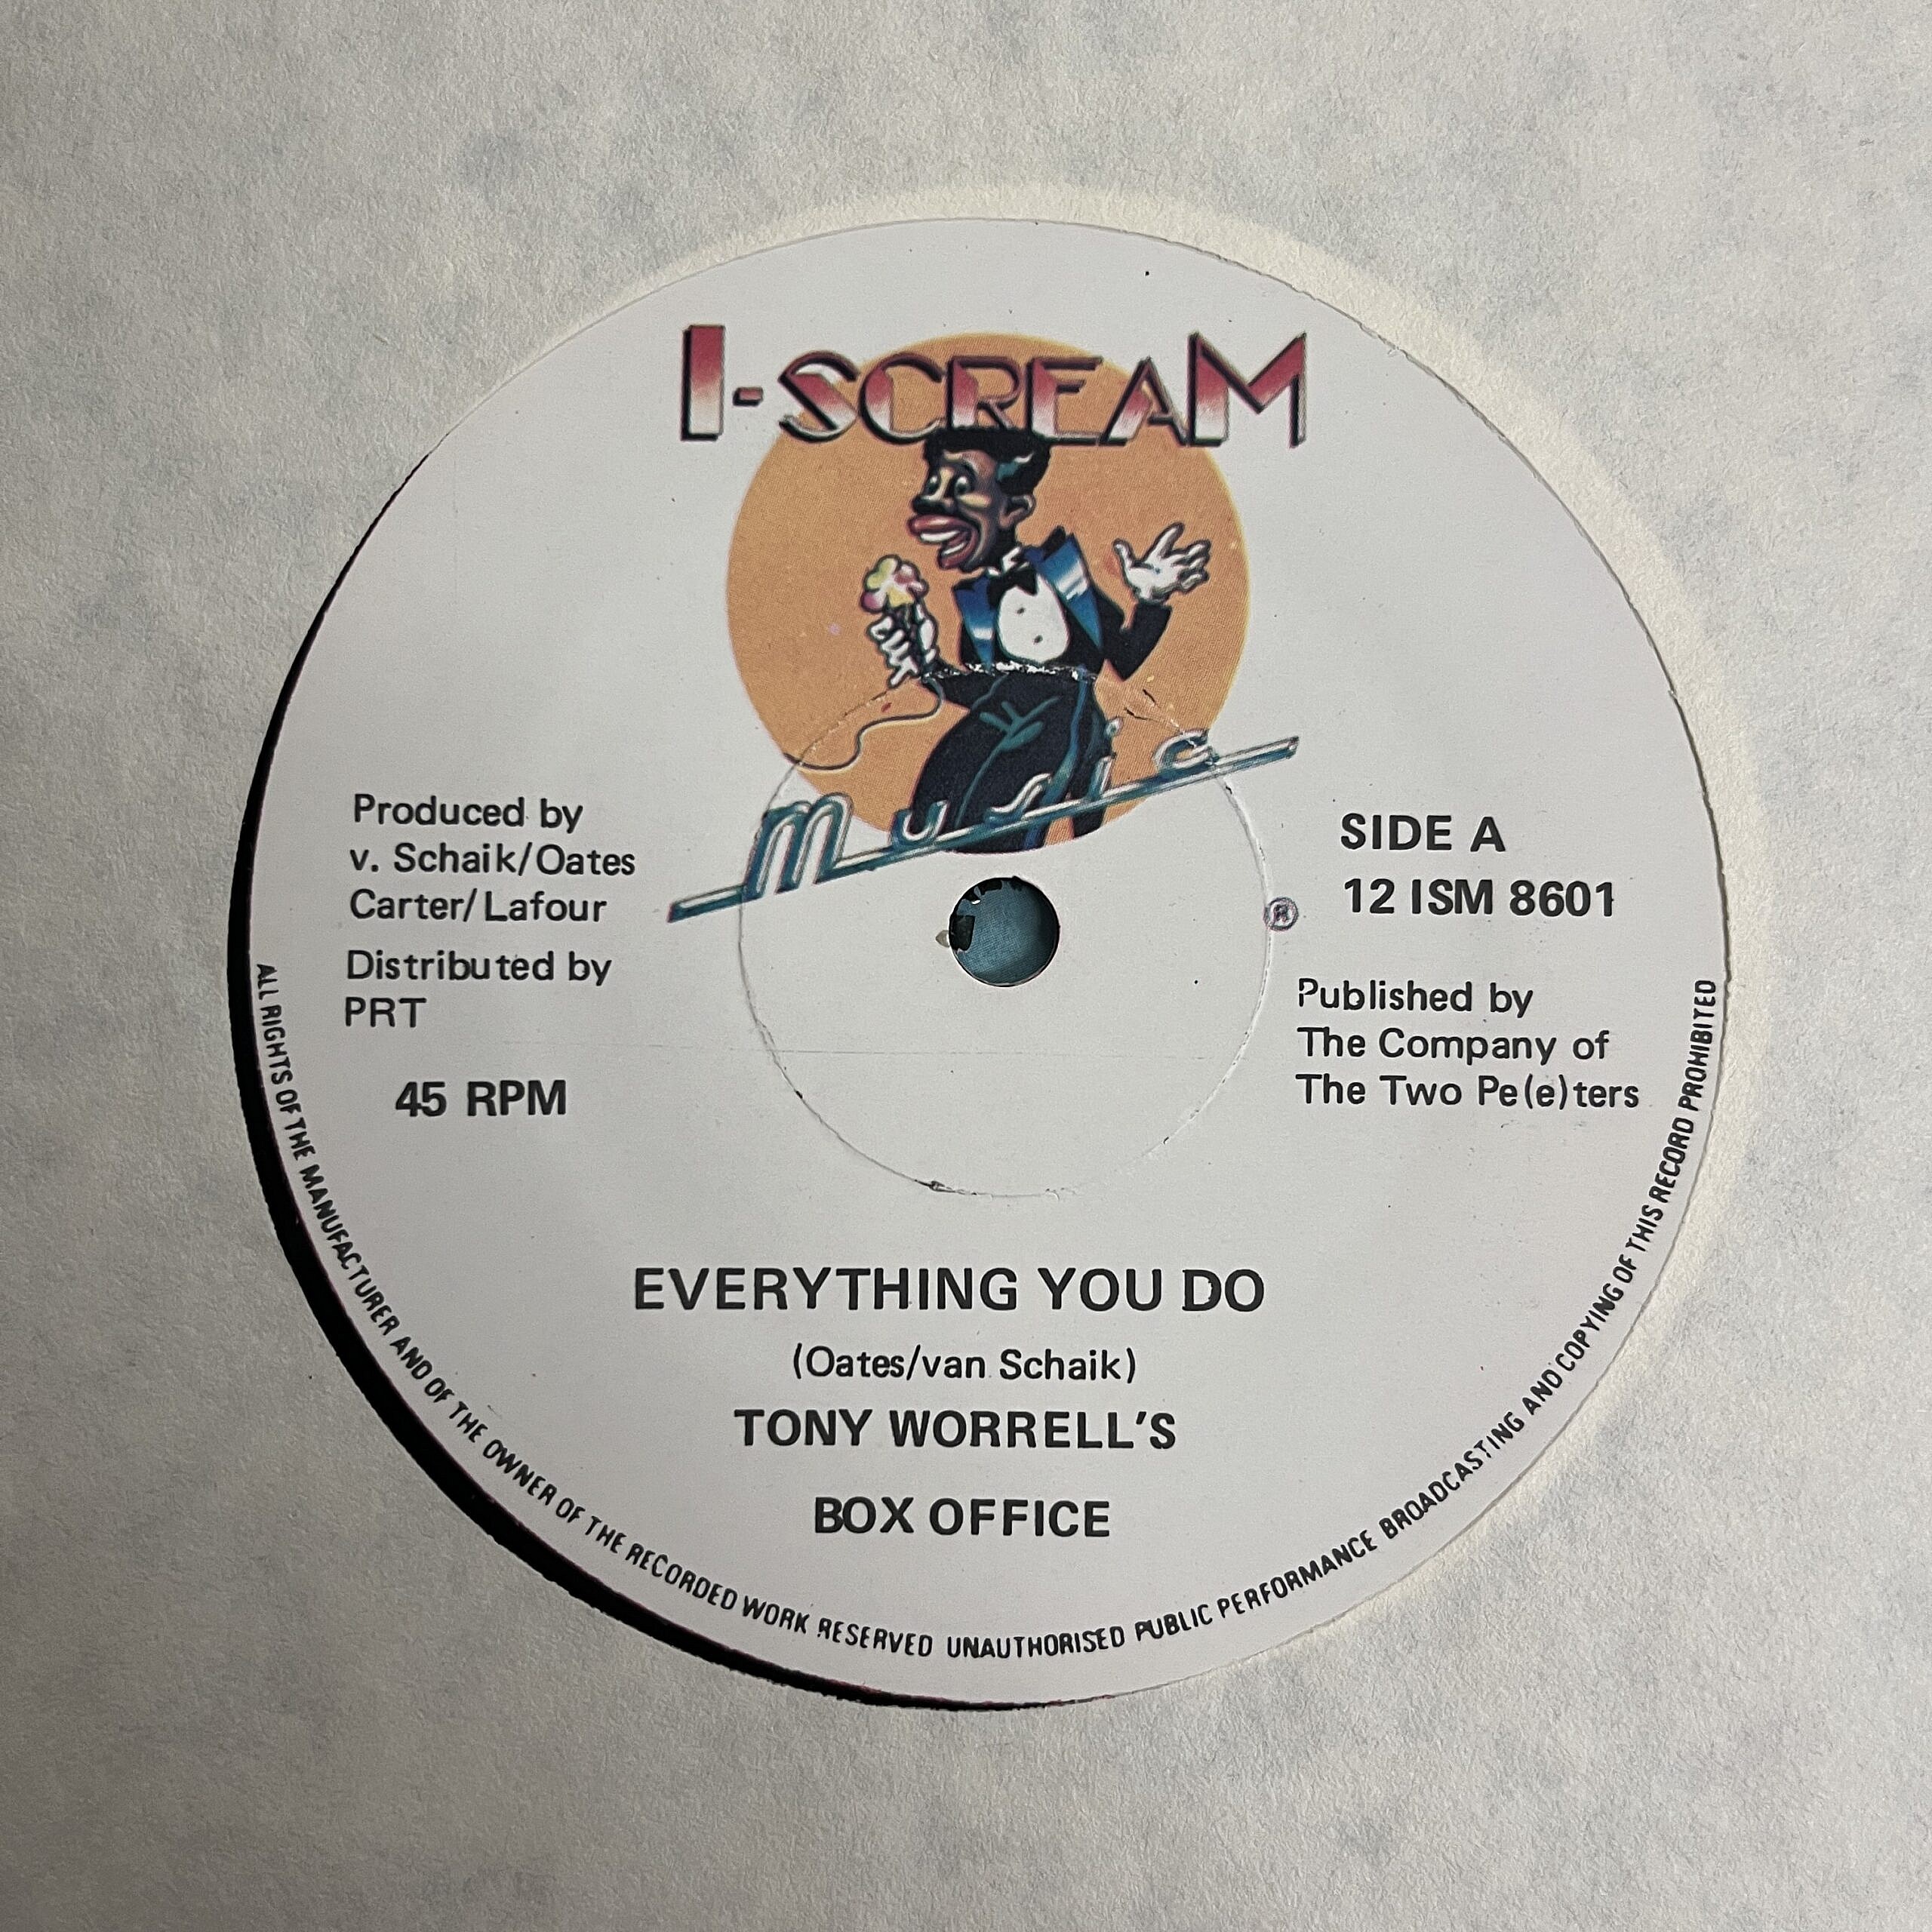 I-SCREAM
music
®
Produced by
v. Schaik/Oates
Carter/Lafour
Distributed by
PRT
45 RPM
SIDE A
12 ISM 8601
Published by
The Company of
The Two Pe(e)ters
EVERYTHING YOU DO
(Oates/van Schaik)
TONY WORRELL'S
BOX OFFICE
ALL RIGHTS OF THE MANUFACTURER AND OF THE OWNER OF THE RECORDED WORK RESERVED UNAUTHORISED PUBLIC PERFORMANCE BROADCASTING AND COPYING OF THIS RECORD PROHIBITED